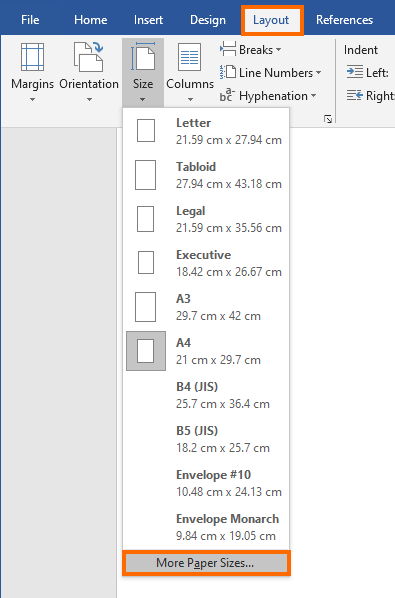 File Home Insert Design Layout References
Breaks Indent
Line Numbers Left:
Margins Orientation Size Columns Hyphenation Right
Letter
21.59 cm x 27.94 cm
Tabloid
27.94 cm x 43.18 cm
Legal
21.59 cm x 35.56 cm
Executive
18.42 cm x 26.67 cm
A3
29.7 cm x 42 cm
A4
21 cm x 29.7 cm
B4 (JIS)
25.7 cm x 36.4 cm
B5 (JIS)
18.2 cm x 25.7 cm
Envelope #10
10.48 cm x 24.13 cm
Envelope Monarch
9.84 cm x 19.05 cm
More Paper Sizes...